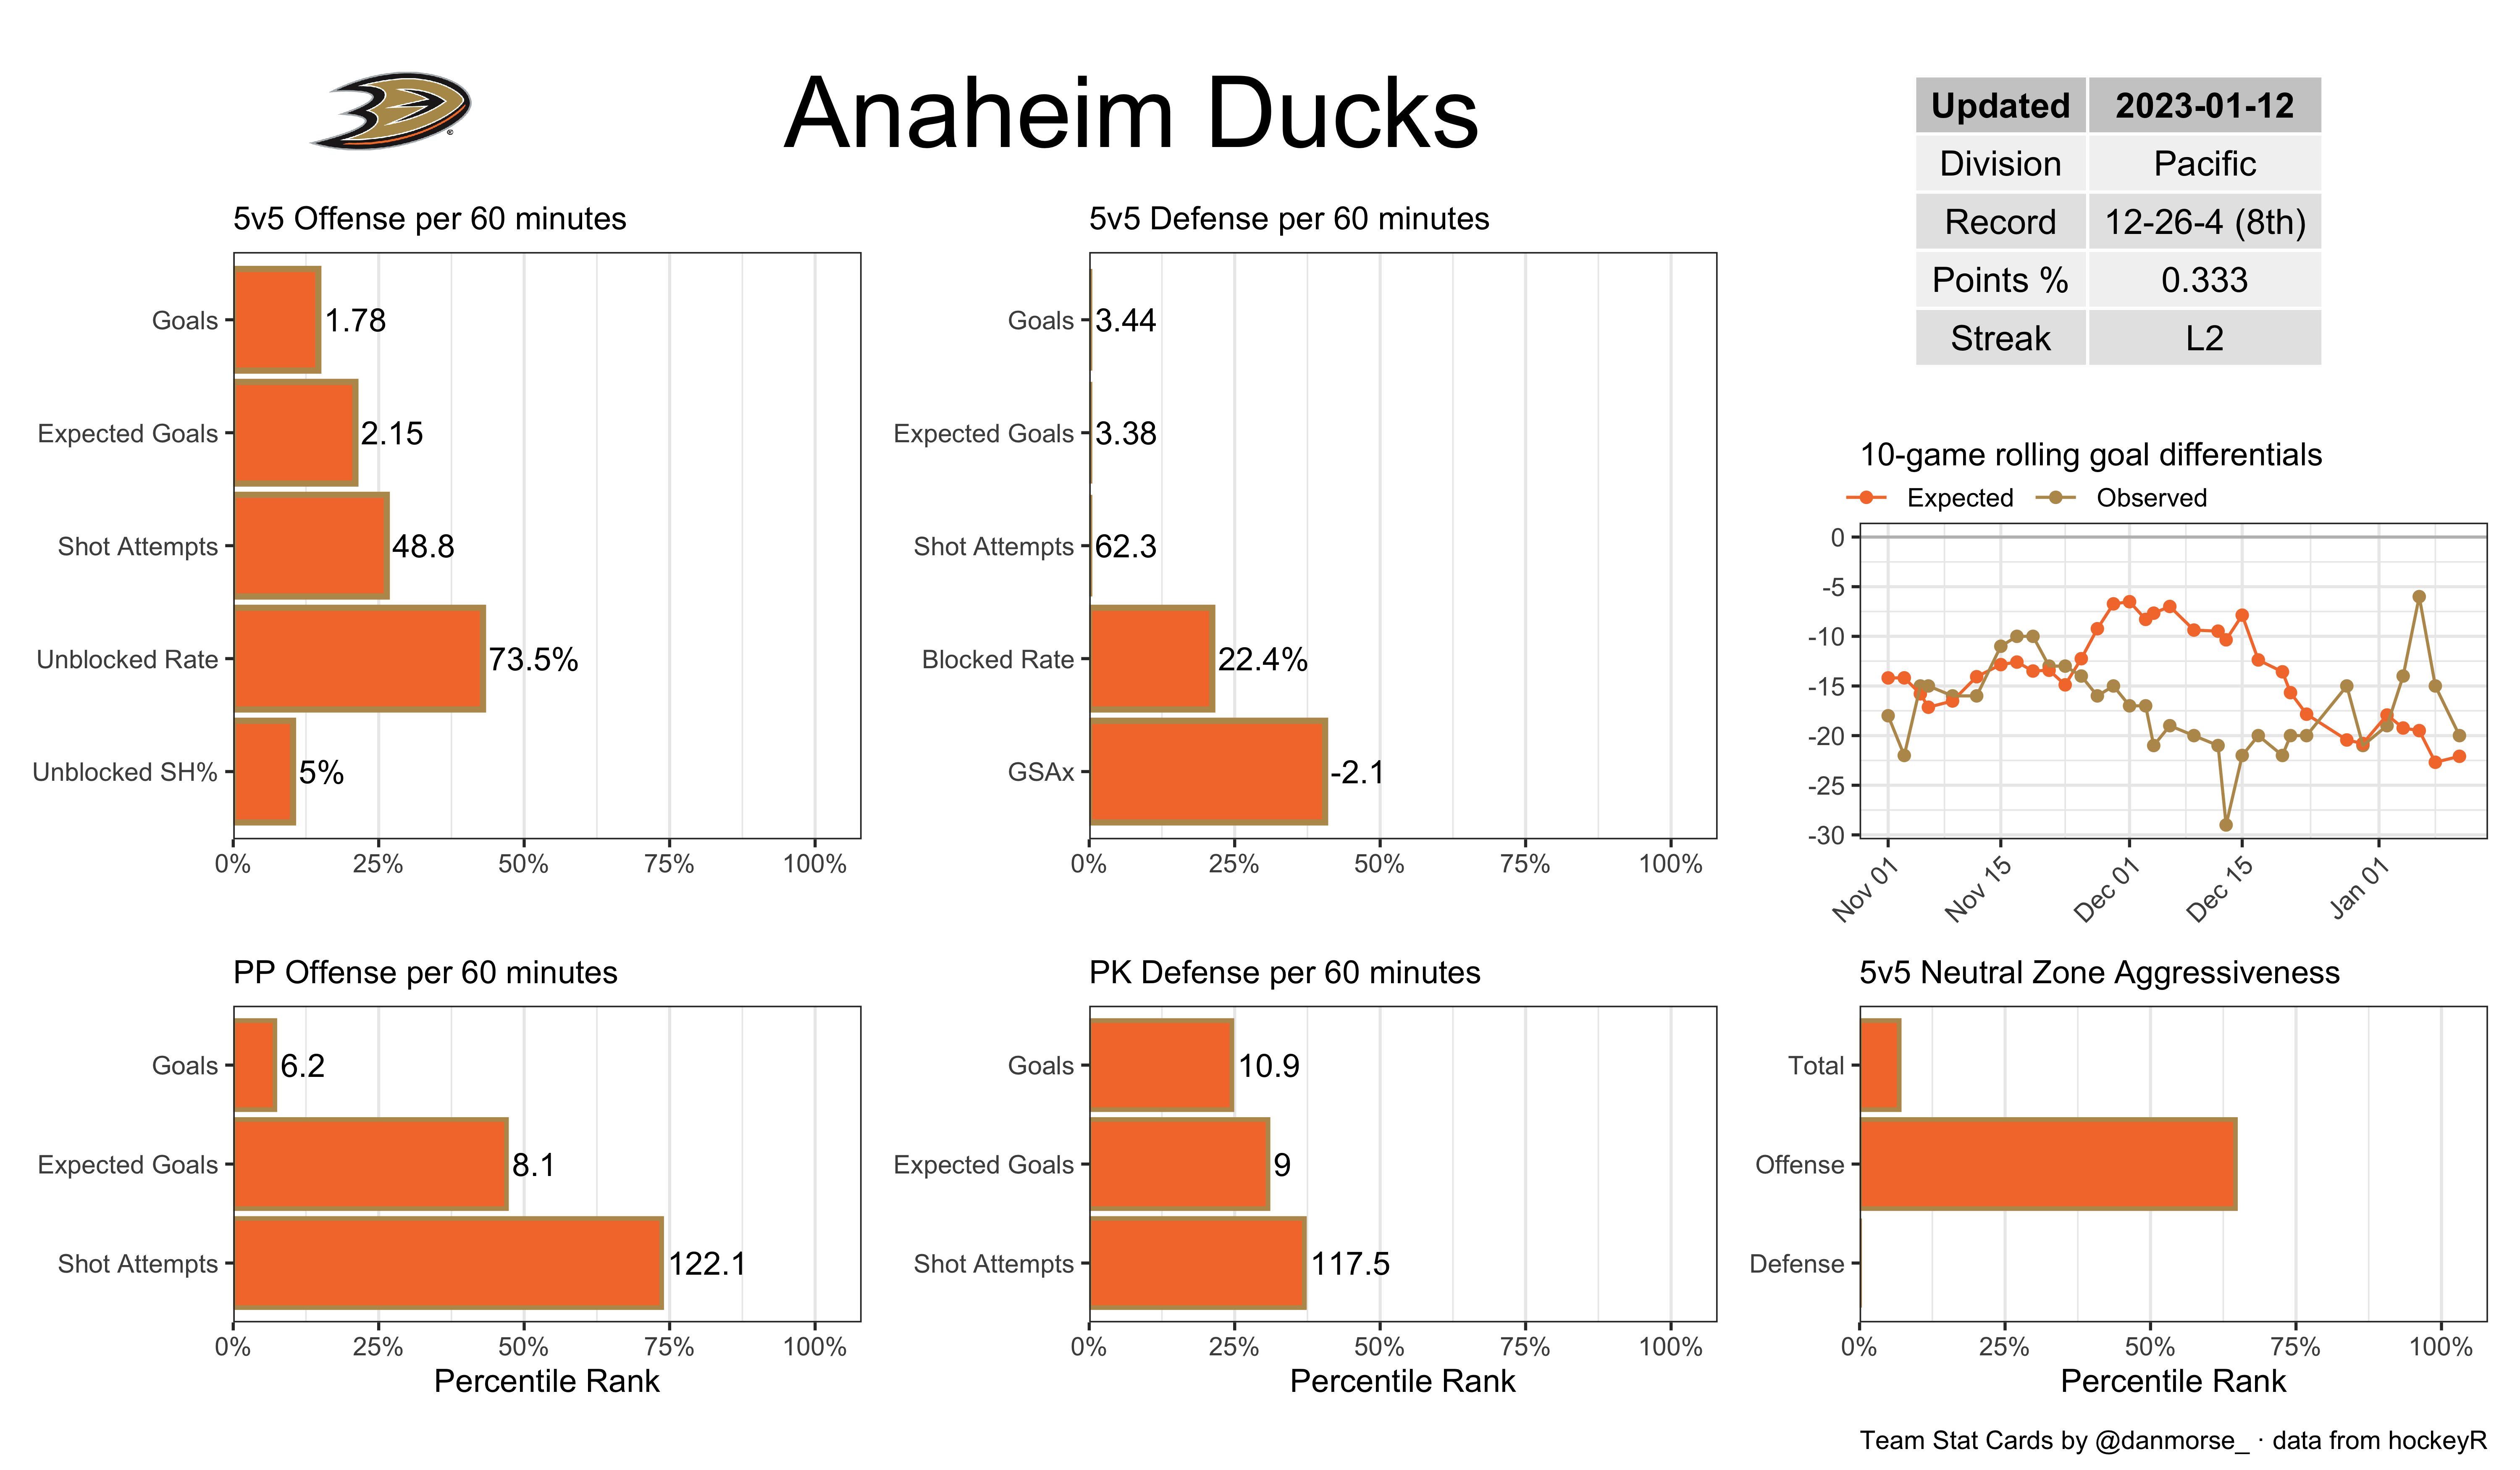 Anaheim Ducks
Updated 2023-01-12
Division Pacific
Record 12-26-4 (8th)
Points % 0.333
Streak L2
5v5 Offense per 60 minutes
Goals 1.78
Expected Goals 2.15
Shot Attempts 48.8
Unblocked Rate 73.5%
Unblocked SH% 5%
0% 25% 50% 75% 100%
5v5 Defense per 60 minutes
Goals 3.44
Expected Goals 3.38
Shot Attempts 62.3
Blocked Rate 22.4%
GSAx -2.1
0% 25% 50% 75% 100%
10-game rolling goal differentials
Expected Observed
0
-5
-10
-15
-20
-25
-30
Nov 01 Nov 15 Dec 01 Dec 15 Jan 01
PP Offense per 60 minutes
Goals 6.2
Expected Goals 8.1
Shot Attempts 122.1
0% 25% 50% 75% 100%
Percentile Rank
PK Defense per 60 minutes
Goals 10.9
Expected Goals 9
Shot Attempts 117.5
0% 25% 50% 75% 100%
Percentile Rank
5v5 Neutral Zone Aggressiveness
Total
Offense
Defense
0% 25% 50% 75% 100%
Percentile Rank
Team Stat Cards by @danmorse_ · data from hockeyR